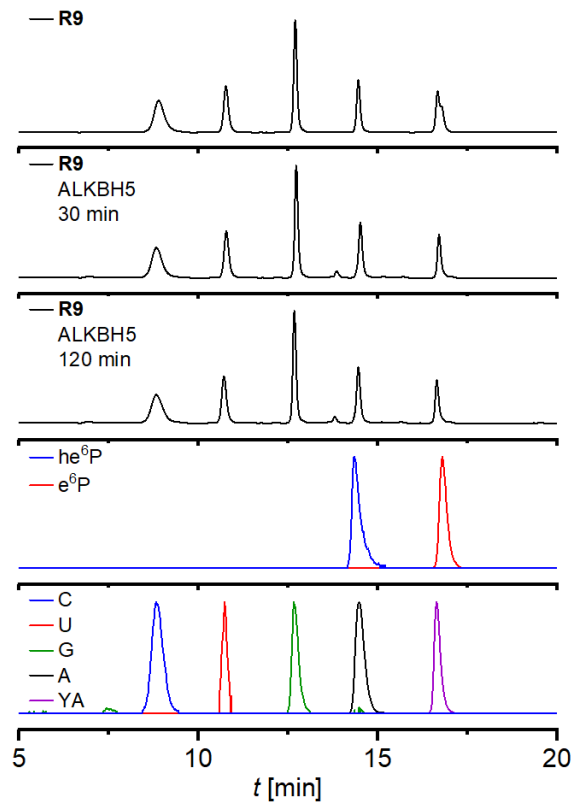 R9
R9
ALKBH5
30 min
R9
ALKBH5
120 min
he⁶P
e⁶P
C
U
G
A
YA
5 10 15 20
t [min]